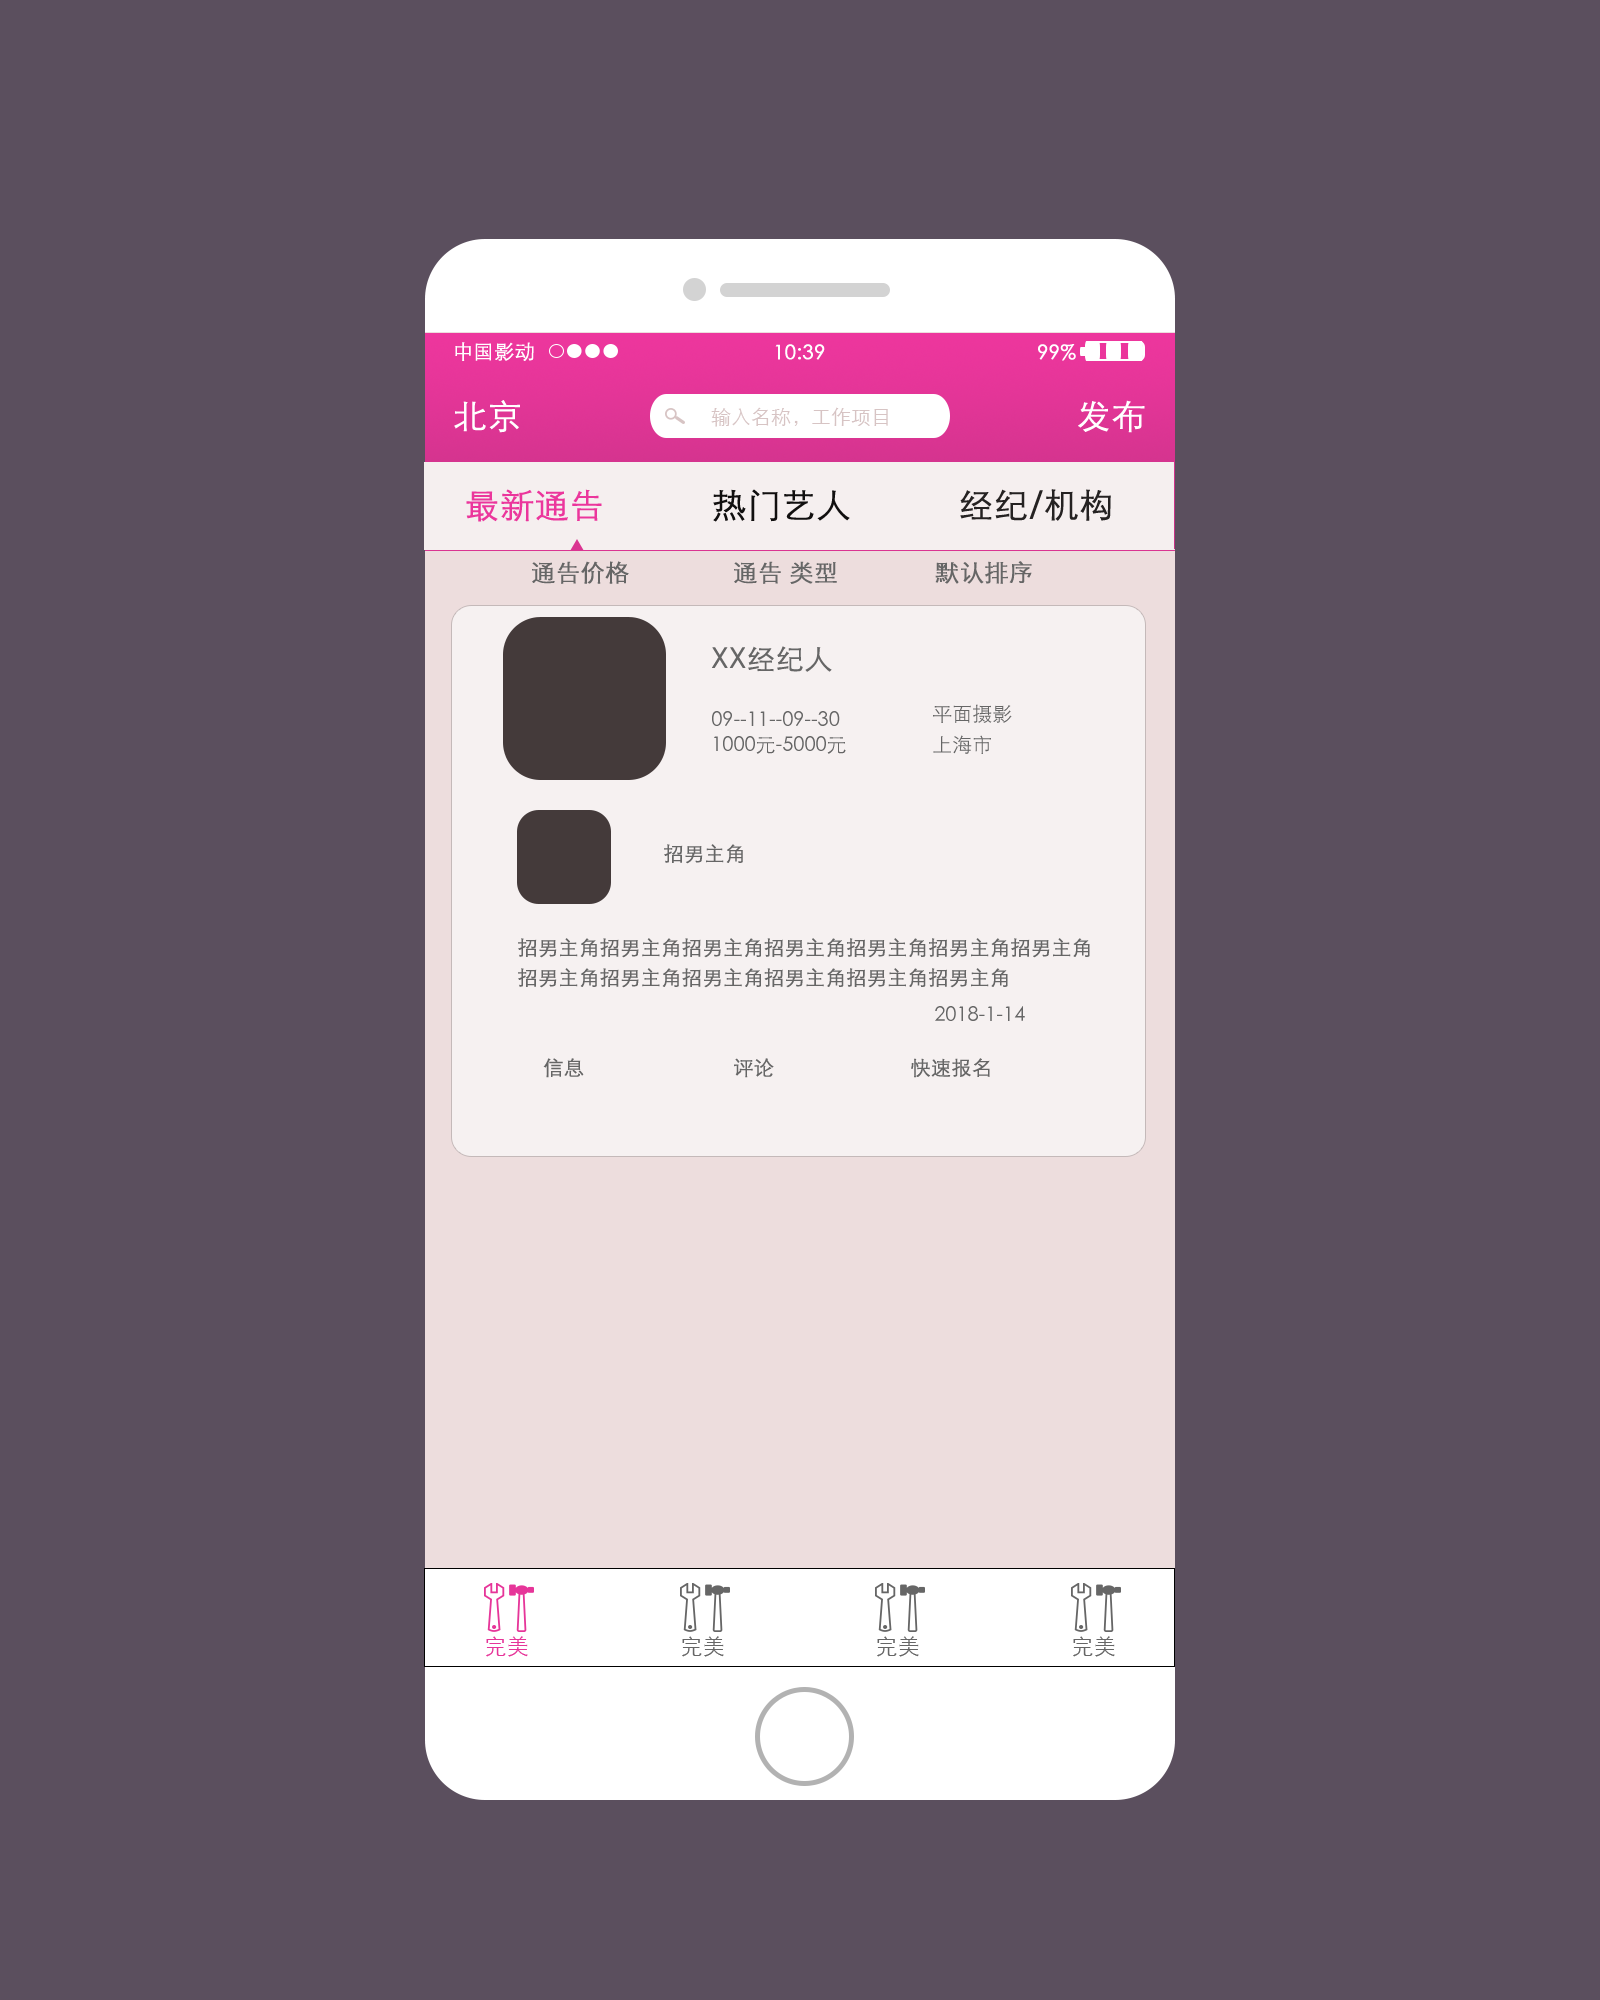 中国影动 10:39 99%
北京 输入名称，工作项目 发布
最新通告 热门艺人 经纪/机构
通告价格 通告 类型 默认排序
XX经纪人
09--11--09--30 平面摄影
1000元-5000元 上海市
招男主角
招男主角招男主角招男主角招男主角招男主角招男主角招男主角
招男主角招男主角招男主角招男主角招男主角招男主角
2018-1-14
信息 评论 快速报名
完美 完美 完美 完美